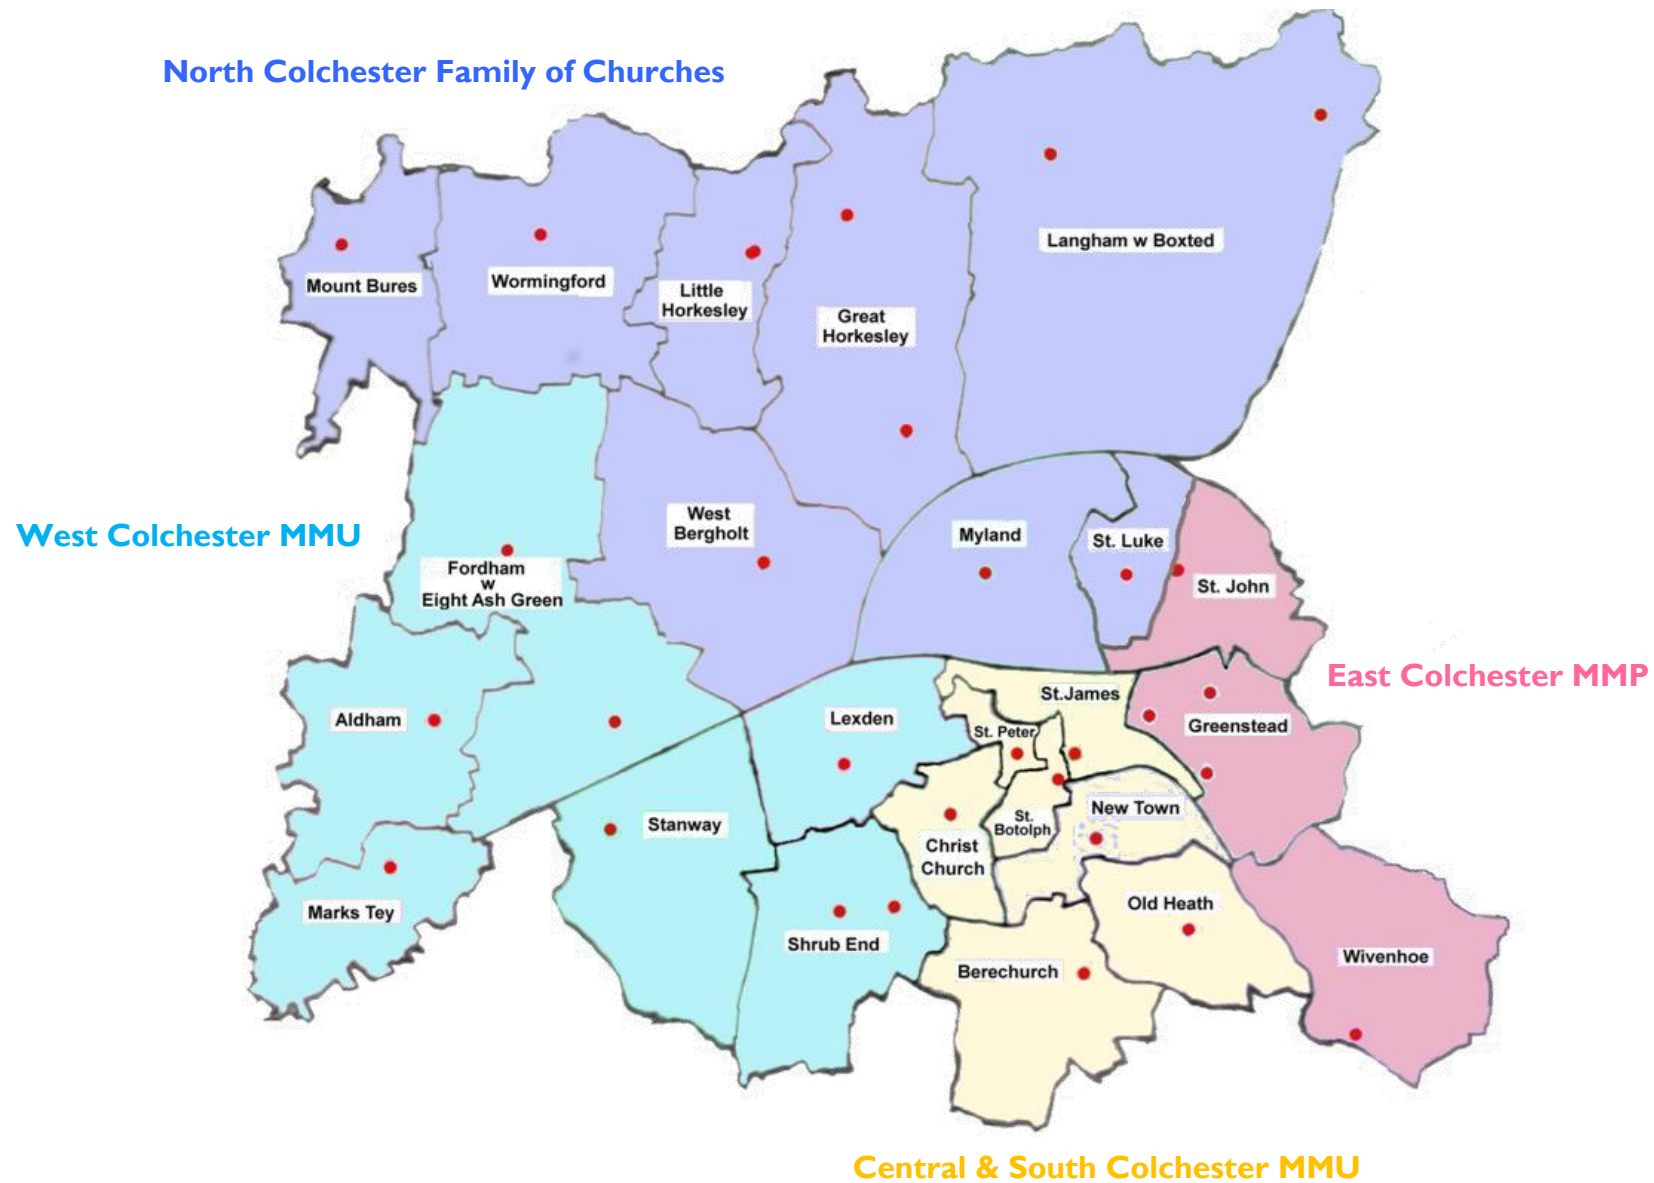 North Colchester Family of Churches
Langham w Boxted
Mount Bures
Wormingford
Little
Horkesley
Great
Horkesley
West Colchester MMU
West
Bergholt
Myland
St. Luke
Fordham
w
Eight Ash Green
St. John
East Colchester MMP
Aldham
Lexden
St.James
St. Peter
Greenstead
Stanway
New Town
St.
Botolph
Christ
Church
Marks Tey
Shrub End
Old Heath
Berechurch
Wivenhoe
Central & South Colchester MMU